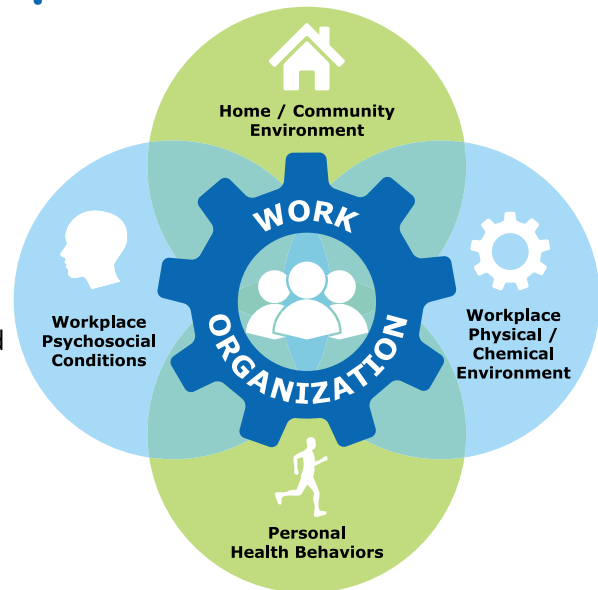 Home / Community
Environment
WORK
ORGANIZATION
Workplace
Psychosocial
Conditions
Workplace
Physical /
Chemical
Environment
Personal
Health Behaviors